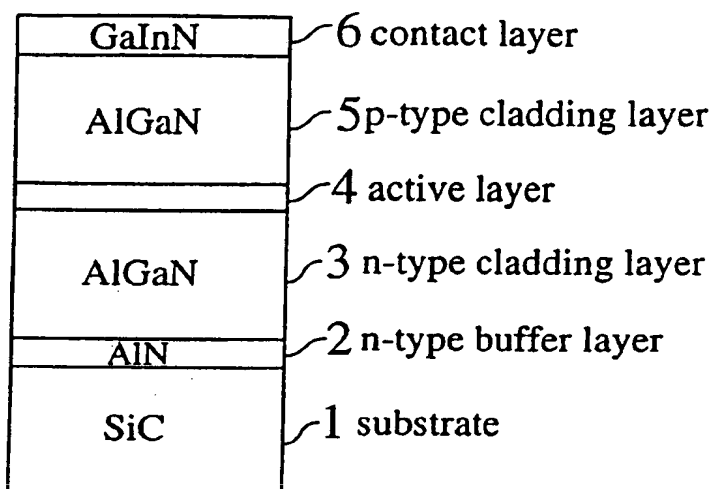 GaInN 6 contact layer
AlGaN 5 p-type cladding layer
4 active layer
AlGaN 3 n-type cladding layer
AlN 2 n-type buffer layer
SiC 1 substrate